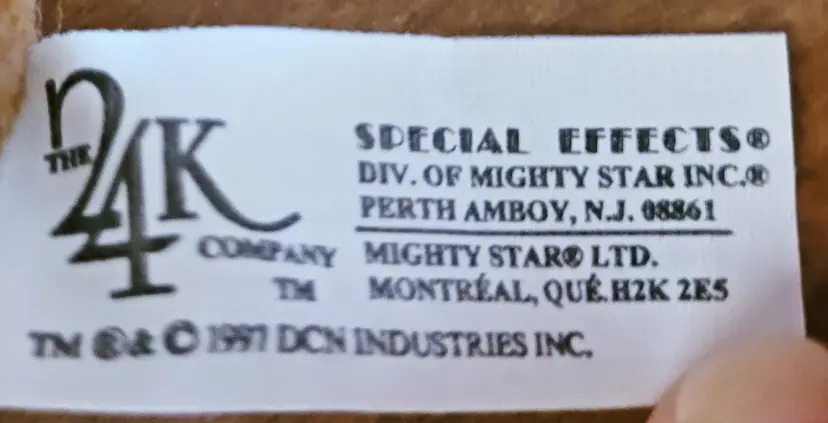 THE 24K COMPANY TM
SPECIAL EFFECTS®
DIV. OF MIGHTY STAR INC.®
PERTH AMBOY, N.J. 08861
MIGHTY STAR® LTD.
MONTRÉAL, QUÉ. H2K 2E5
TM ® & © 1997 DCN INDUSTRIES INC.